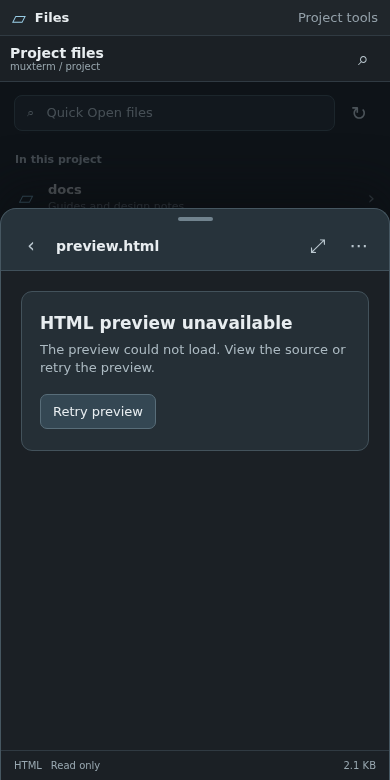 Files
Project tools
Project files
muxterm / project
Quick Open files
In this project
docs
Guides and design notes
preview.html
HTML preview unavailable
The preview could not load. View the source or
retry the preview.
Retry preview
HTML Read only
2.1 KB